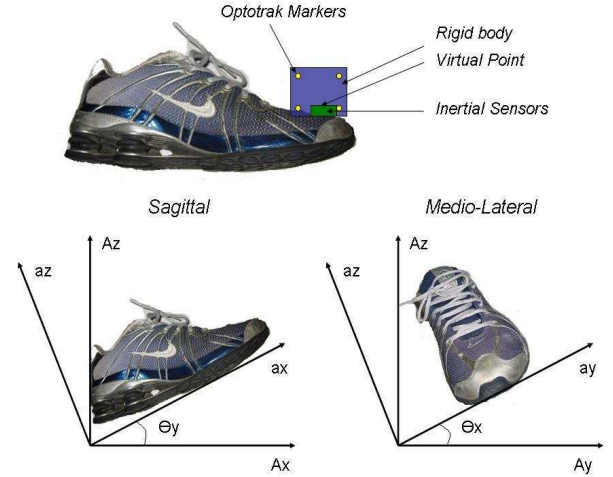 Optotrak Markers
Rigid body
Virtual Point
Inertial Sensors
Sagittal
Medio-Lateral
Az
az
ax
ϴy
Ax
Az
az
ay
ϴx
Ay